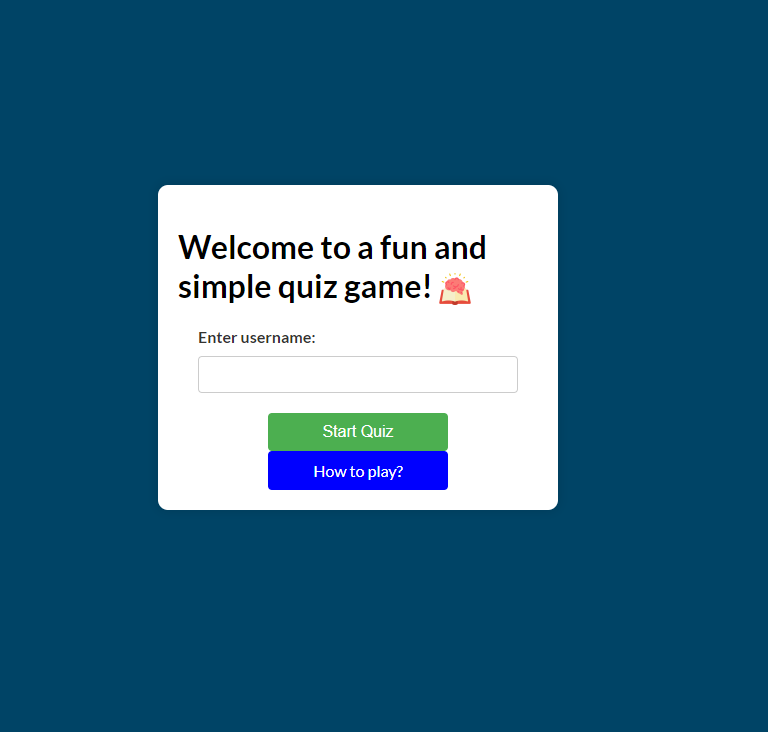 Welcome to a fun and
simple quiz game!
Enter username:
Start Quiz
How to play?